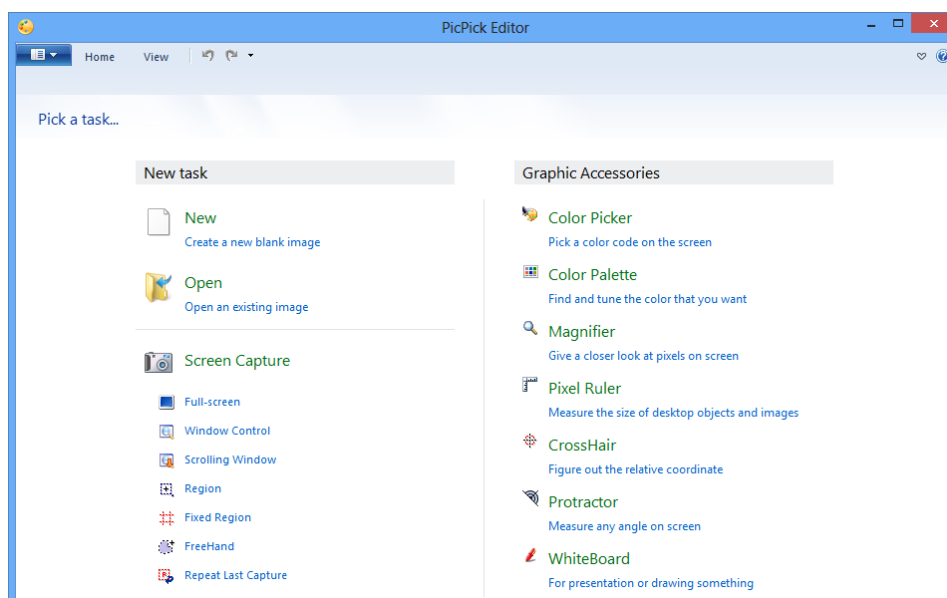 PicPick Editor
Home View
Pick a task...
New task
New
Create a new blank image
Open
Open an existing image
Screen Capture
Full-screen
Window Control
Scrolling Window
Region
Fixed Region
FreeHand
Repeat Last Capture
Graphic Accessories
Color Picker
Pick a color code on the screen
Color Palette
Find and tune the color that you want
Magnifier
Give a closer look at pixels on screen
Pixel Ruler
Measure the size of desktop objects and images
CrossHair
Figure out the relative coordinate
Protractor
Measure any angle on screen
WhiteBoard
For presentation or drawing something